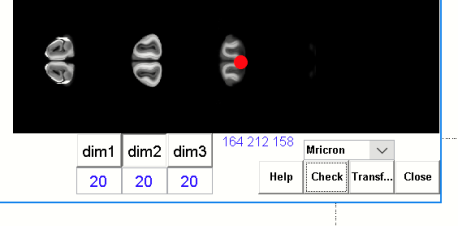 164 212 158
dim1 dim2 dim3 Mricron
20 20 20 Help Check Transf... Close